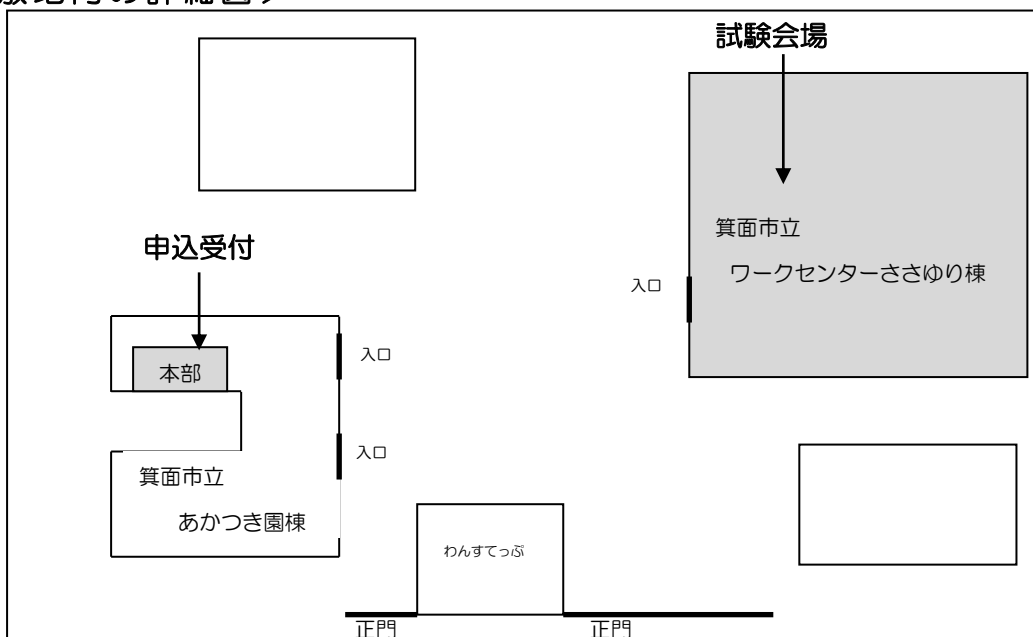 試験会場
箕面市立
ワークセンターささゆり棟
入口
申込受付
本部
入口
入口
箕面市立
あかつき園棟
わんすてっぷ
正門
正門